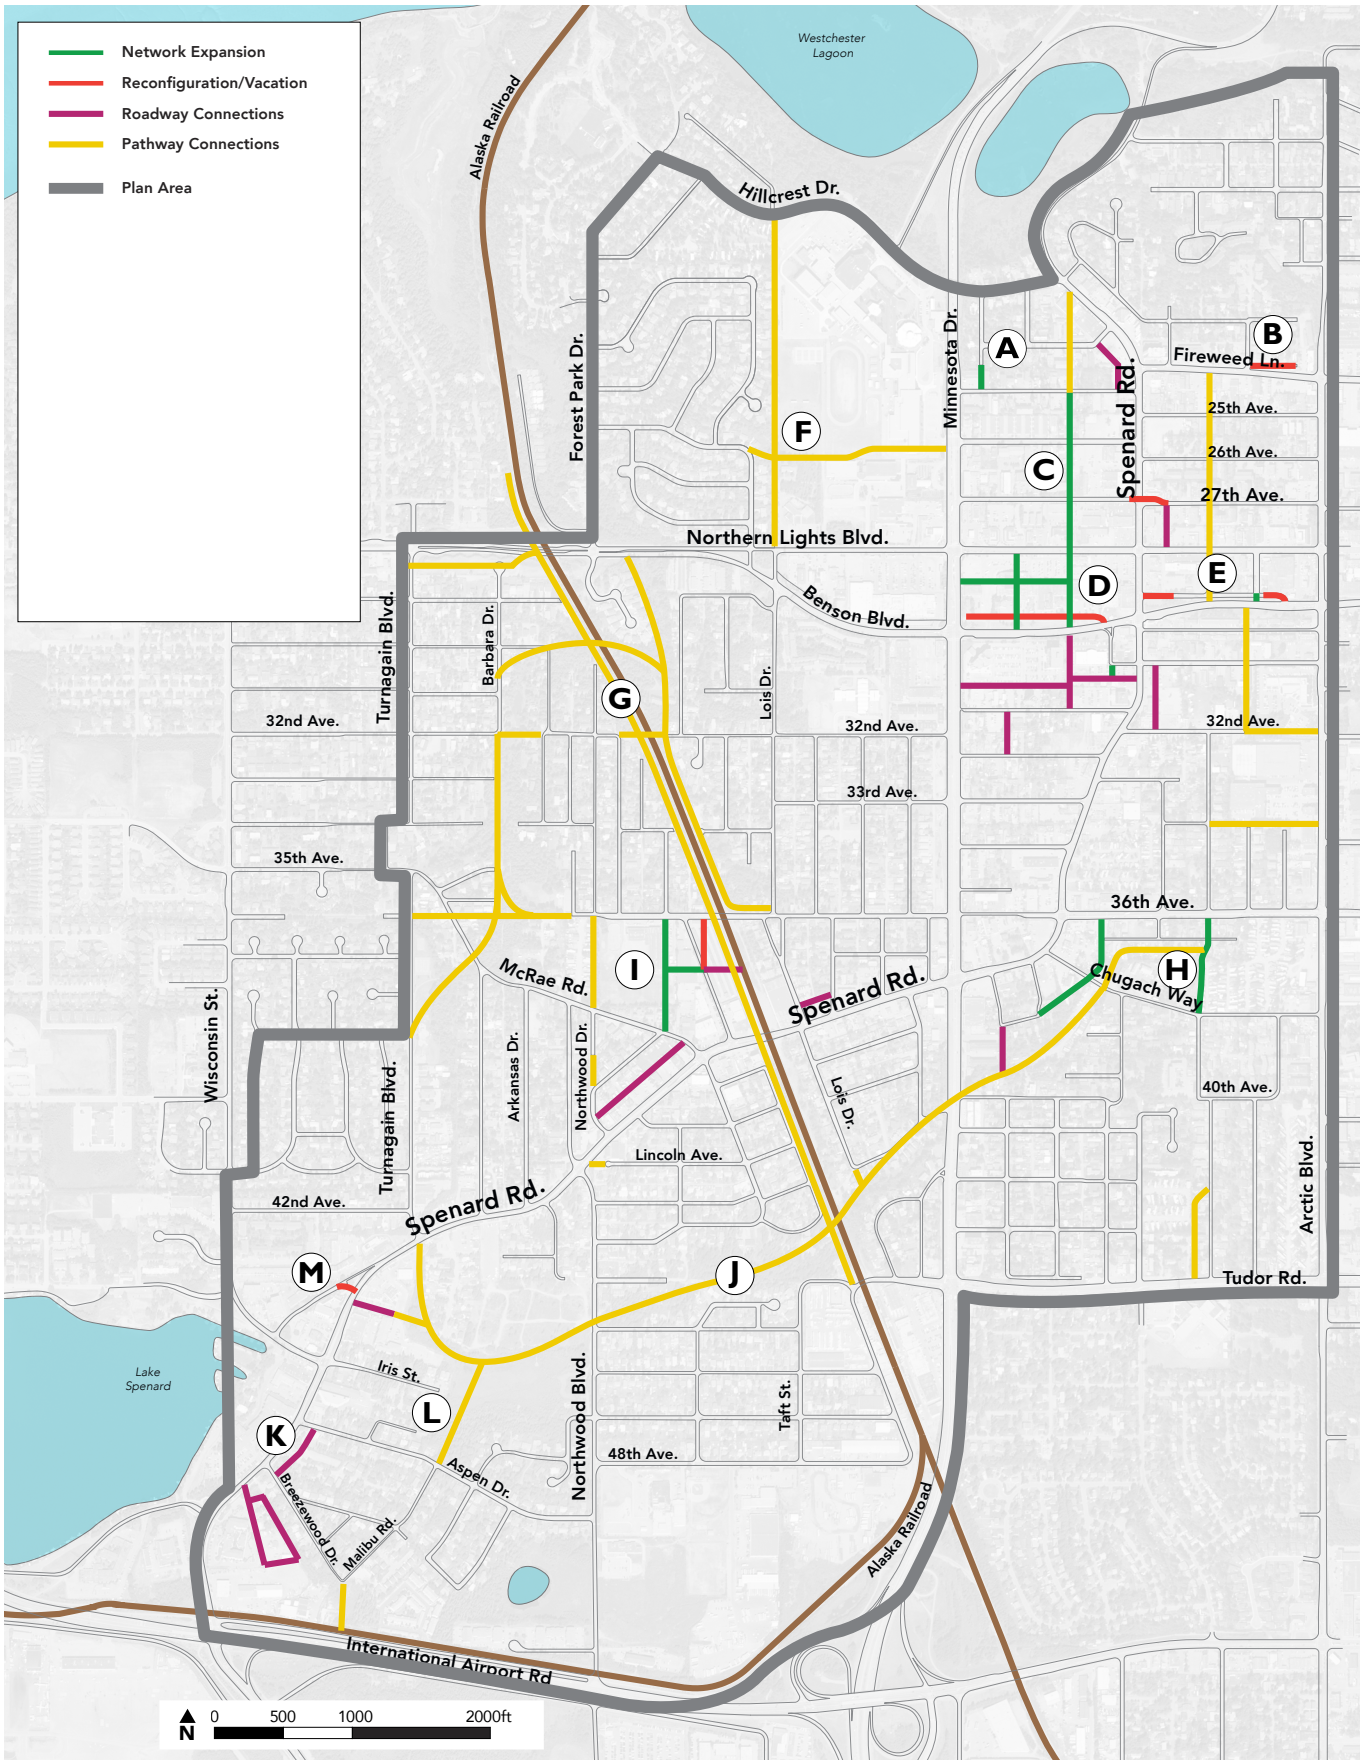 Network Expansion
Reconfiguration/Vacation
Roadway Connections
Pathway Connections
Plan Area
Westchester
Lagoon
Alaska Railroad
Hillcrest Dr.
Forest Park Dr.
Minnesota Dr.
A
B
Fireweed Ln.
Spenard Rd.
25th Ave.
F
26th Ave.
C
27th Ave.
Northern Lights Blvd.
E
D
Benson Blvd.
Turnagain Blvd.
Barbara Dr.
Lois Dr.
G
32nd Ave.
32nd Ave.
32nd Ave.
33rd Ave.
35th Ave.
36th Ave.
McRae Rd.
I
Spenard Rd.
H
Chugach Way
Wisconsin St.
Turnagain Blvd.
Arkansas Dr.
Northwood Dr.
Lois Dr.
40th Ave.
Lincoln Ave.
Arctic Blvd.
42nd Ave.
Spenard Rd.
M
J
Tudor Rd.
Lake
Spenard
Iris St.
L
Northwood Blvd.
Taft St.
K
48th Ave.
Aspen Dr.
Breezewood Dr.
Malibu Rd.
Alaska Railroad
International Airport Rd
N
0 500 1000 2000ft